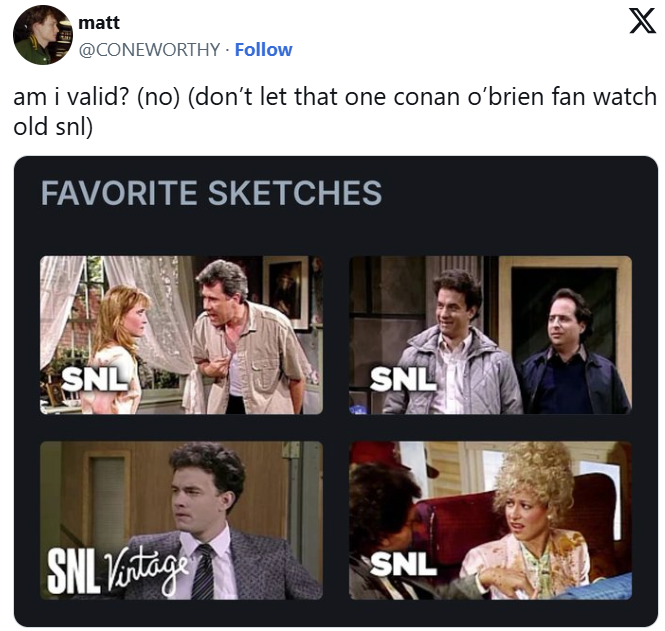 matt
@CONEWORTHY · Follow
am i valid? (no) (don’t let that one conan o’brien fan watch
old snl)
FAVORITE SKETCHES
SNL
SNL
SNL Vintage
SNL